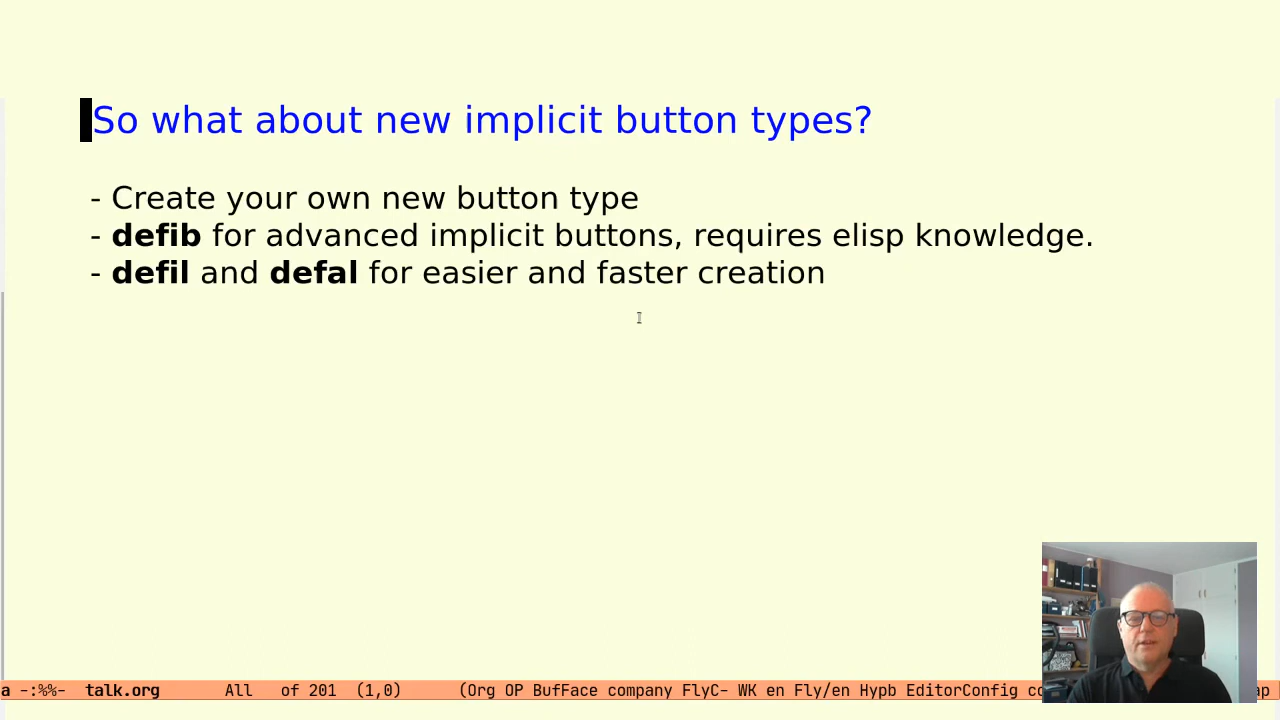 So what about new implicit button types?
- Create your own new button type
- defib for advanced implicit buttons, requires elisp knowledge.
- defil and defal for easier and faster creation
a -:%%- talk.org All of 201 (1,0) (Org OP BufFace company FlyC- WK en Fly/en Hypb EditorConfig co ap